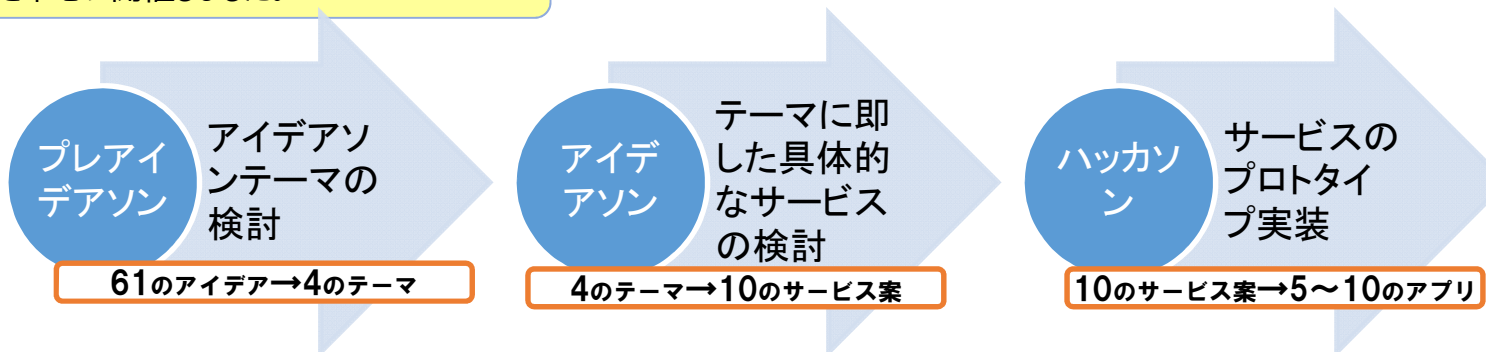 プレアイ
デアソン
アイデアソ
ンテーマの
検討
61のアイデア→4のテーマ
アイデ
アソン
テーマに即
した具体的
なサービス
の検討
4のテーマ→10のサービス案
ハッカソ
ン
サービスの
プロトタイ
プ実装
10のサービス案→5～10のアプリ